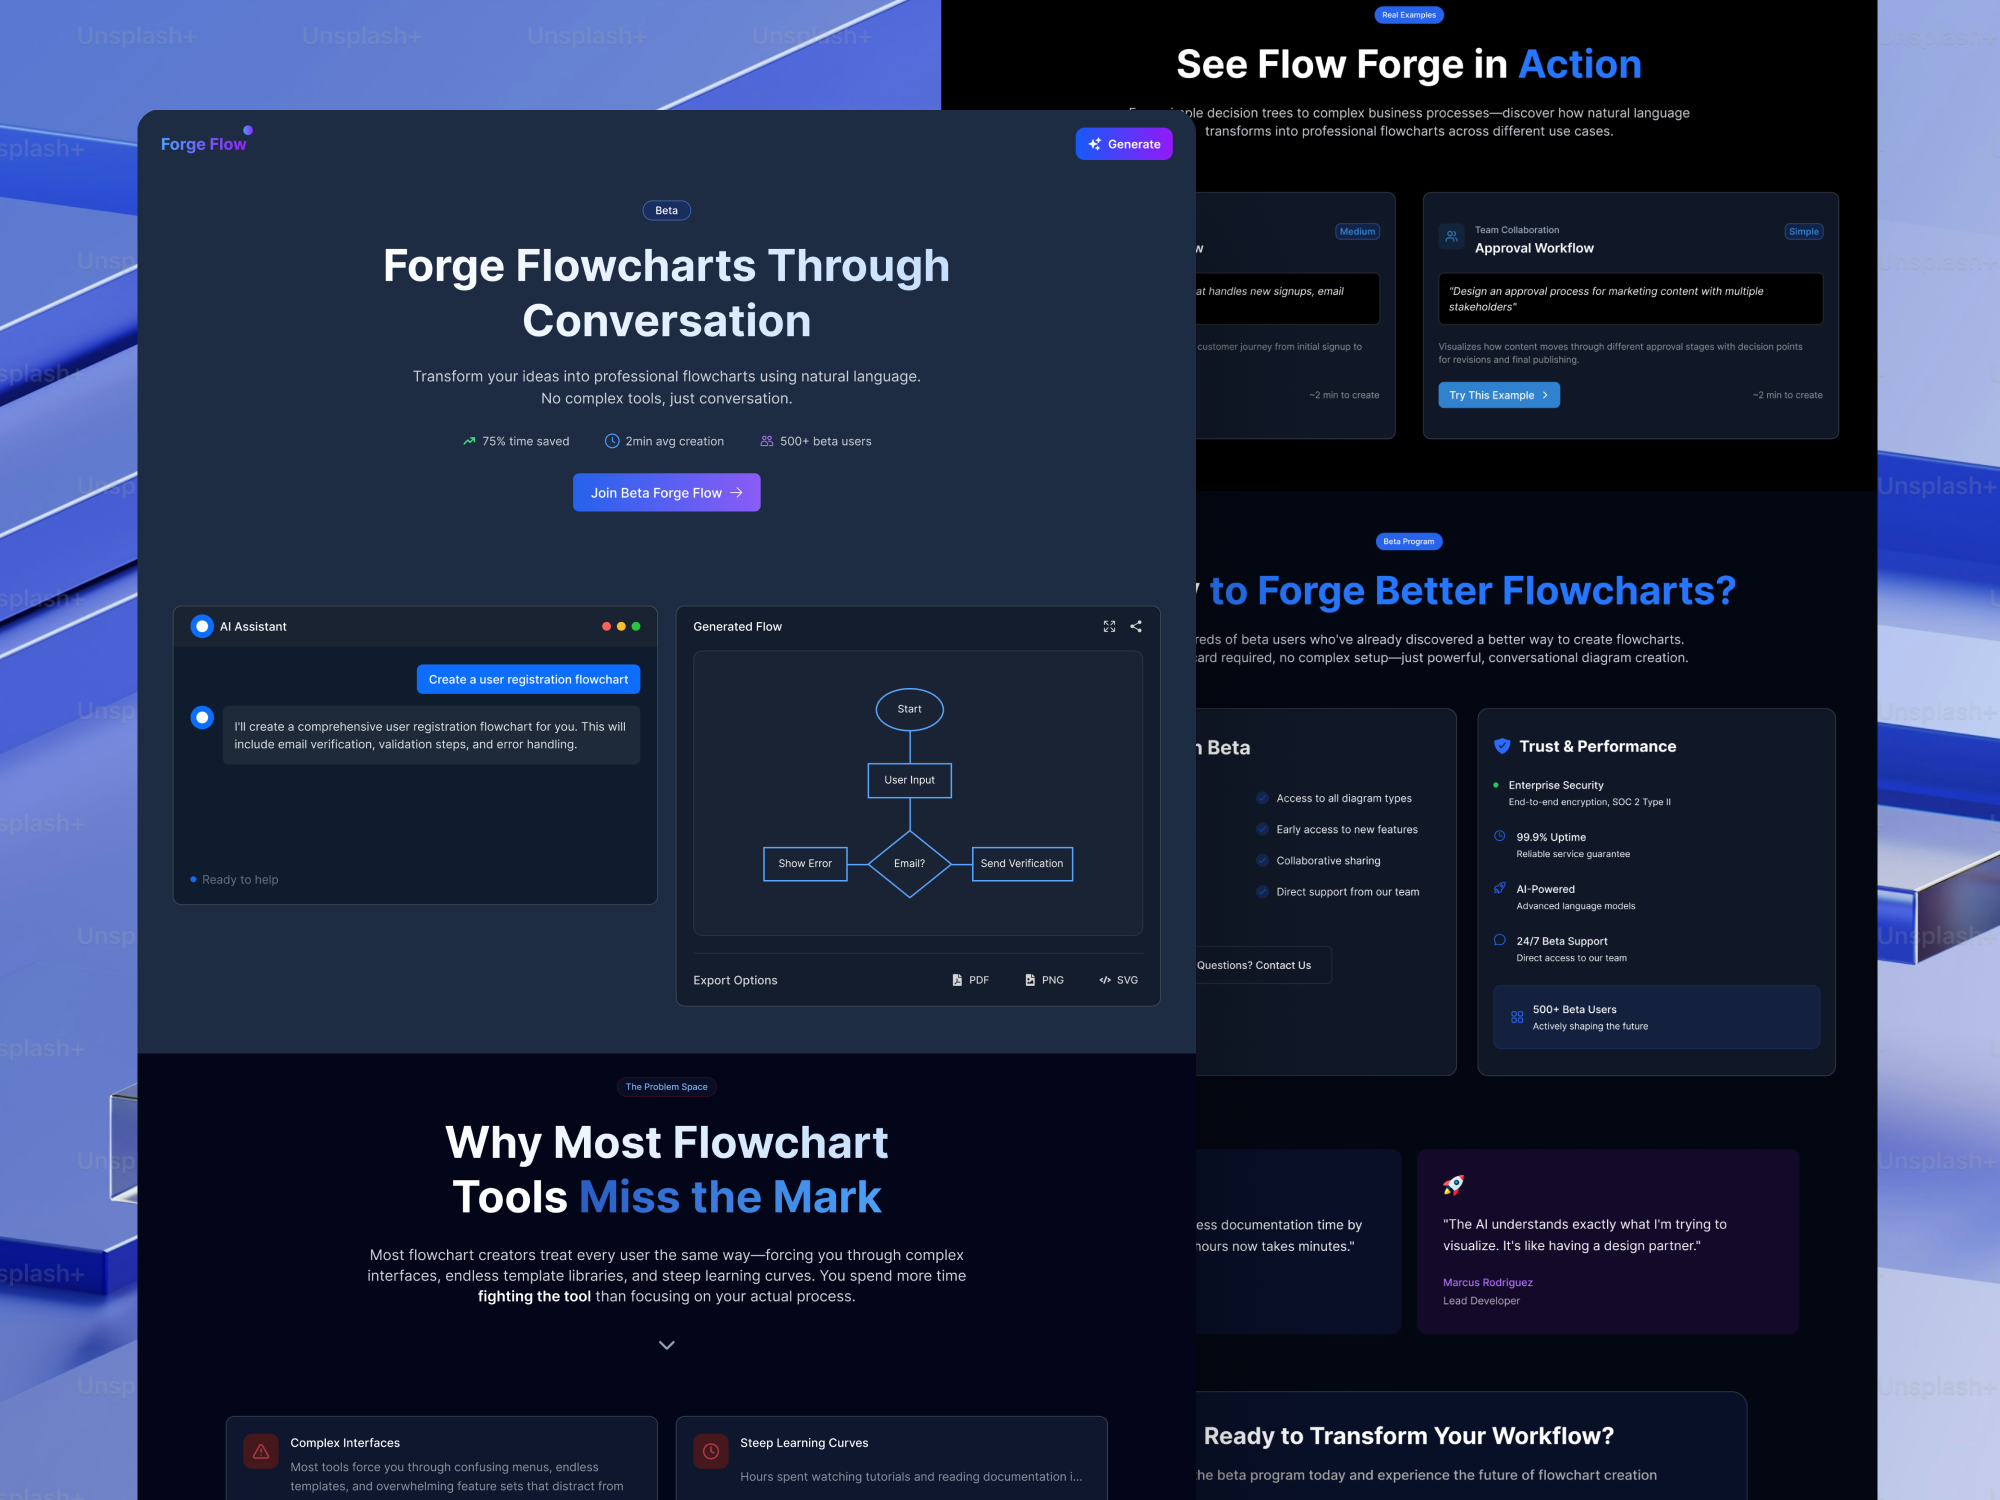 Unsplash+
Unsplash+
Unsplash+
Unsplash+
Forge Flow
Generate
Beta
Forge Flowcharts Through
Conversation
Transform your ideas into professional flowcharts using natural language.
No complex tools, just conversation.
75% time saved
2min avg creation
500+ beta users
Join Beta Forge Flow
AI Assistant
Create a user registration flowchart
I'll create a comprehensive user registration flowchart for you. This will
include email verification, validation steps, and error handling.
Ready to help
Generated Flow
Start
User Input
Show Error
Email?
Send Verification
Export Options
PDF
PNG
SVG
The Problem Space
Why Most Flowchart
Tools Miss the Mark
Most flowchart creators treat every user the same way—forcing you through complex
interfaces, endless template libraries, and steep learning curves. You spend more time
fighting the tool than focusing on your actual process.
Complex Interfaces
Most tools force you through confusing menus, endless
templates, and overwhelming feature sets that distract from
Steep Learning Curves
Hours spent watching tutorials and reading documentation i...
Real Examples
See Flow Forge in Action
decision trees to complex business processes—discover how natural language
transforms into professional flowcharts across different use cases.
Medium
at handles new signups, email
customer journey from initial signup to
~2 min to create
Team Collaboration
Approval Workflow
Simple
"Design an approval process for marketing content with multiple
stakeholders"
Visualizes how content moves through different approval stages with decision points
for revisions and final publishing.
Try This Example
~2 min to create
Beta Program
to Forge Better Flowcharts?
reds of beta users who've already discovered a better way to create flowcharts.
card required, no complex setup—just powerful, conversational diagram creation.
n Beta
Access to all diagram types
Early access to new features
Collaborative sharing
Direct support from our team
Questions? Contact Us
Trust & Performance
Enterprise Security
End-to-end encryption, SOC 2 Type II
99.9% Uptime
Reliable service guarantee
AI-Powered
Advanced language models
24/7 Beta Support
Direct access to our team
500+ Beta Users
Actively shaping the future
ess documentation time by
hours now takes minutes."
"The AI understands exactly what I'm trying to
visualize. It's like having a design partner."
Marcus Rodriguez
Lead Developer
Ready to Transform Your Workflow?
the beta program today and experience the future of flowchart creation